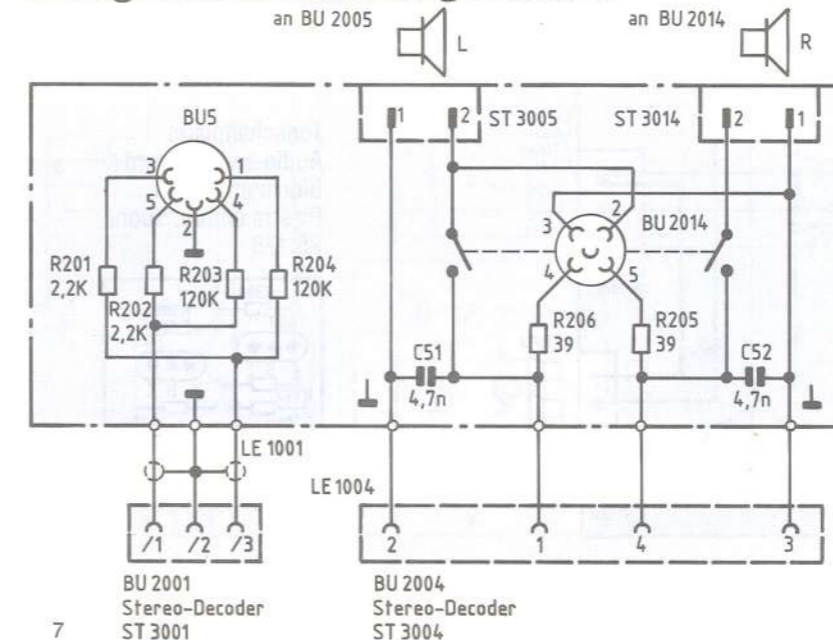 an BU 2005
an BU 2014
L
R
1
2
ST 3005
ST 3014
2
1
BU5
3
1
5
4
2
3
2
BU 2014
4
5
R201
2,2K
R202
2,2K
R203
120K
R204
120K
R206
39
R205
39
C51
4,7n
C52
4,7n
LE 1001
LE 1004
/1
/2
/3
2
1
4
3
BU 2001
Stereo-Decoder
ST 3001
BU 2004
Stereo-Decoder
ST 3004
7